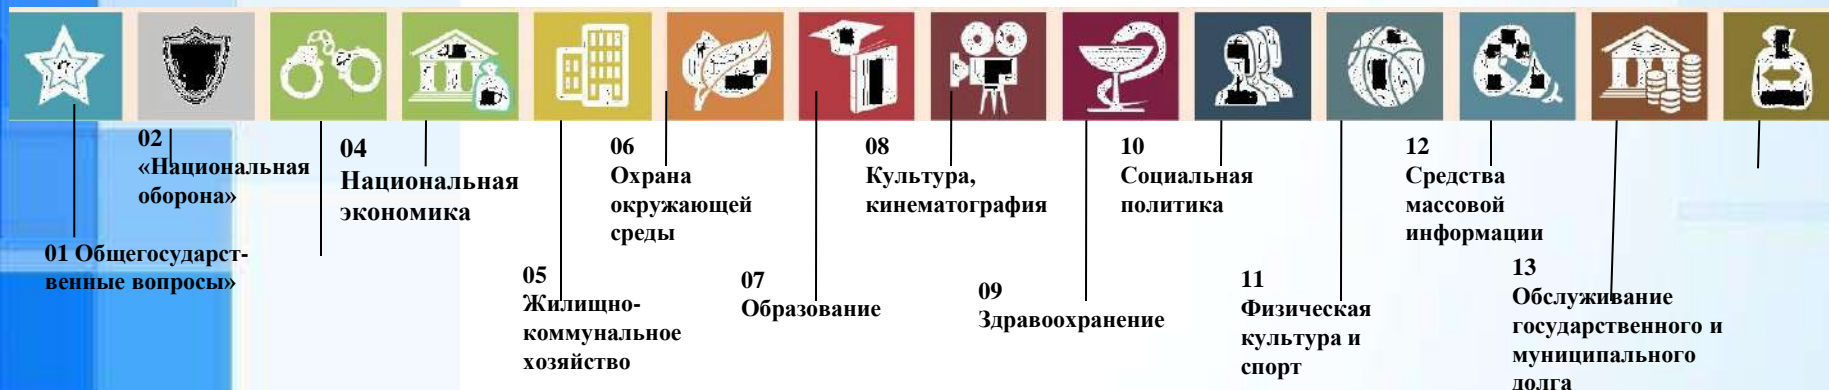 01 Общегосударст-
венные вопросы»
02
«Национальная
оборона»
04
Национальная
экономика
05
Жилищно-
коммунальное
хозяйство
06
Охрана
окружающей
среды
07
Образование
08
Культура,
кинематография
09
Здравоохранение
10
Социальная
политика
11
Физическая
культура и
спорт
12
Средства
массовой
информации
13
Обслуживание
государственного и
муниципального
долга